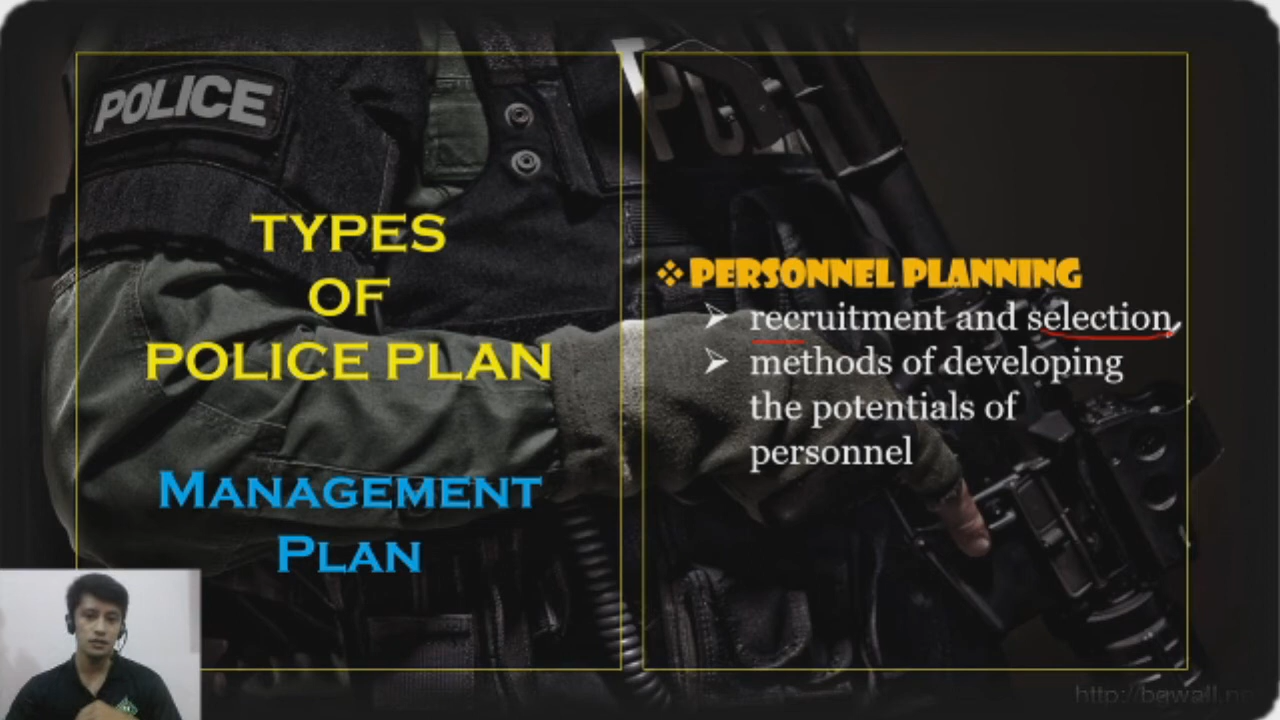 POLICE
TYPES
OF
POLICE PLAN
MANAGEMENT
PLAN
PERSONNEL PLANNING
recruitment and selection
methods of developing
the potentials of
personnel